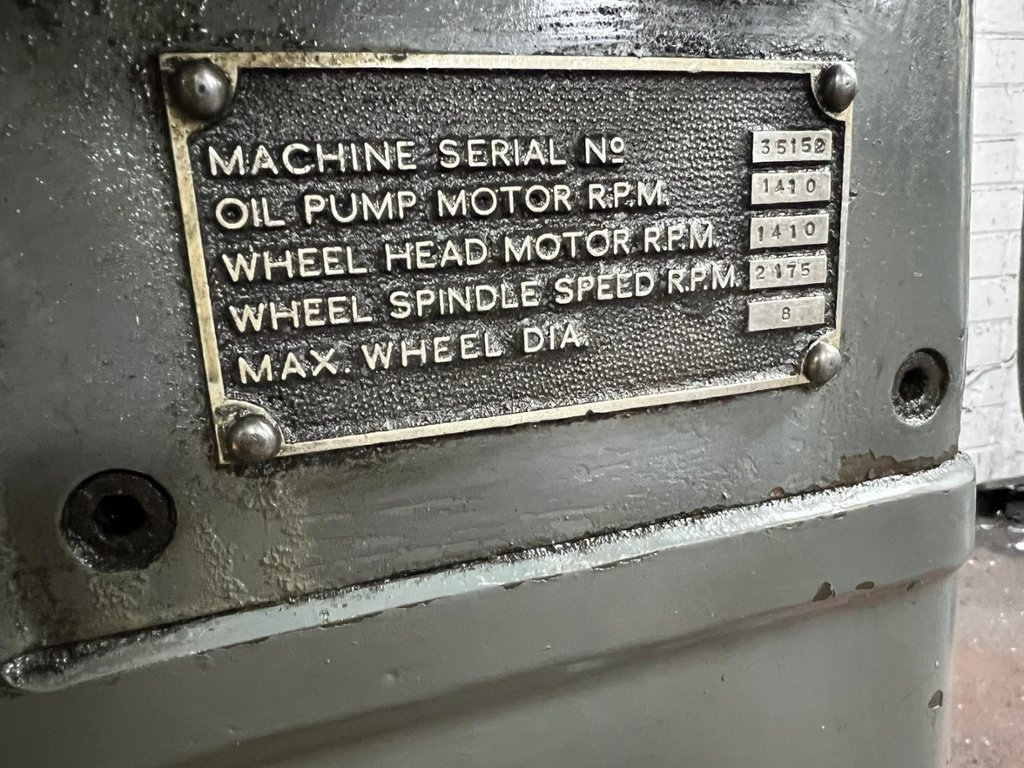 MACHINE SERIAL Nº 35152
OIL PUMP MOTOR R.P.M. 1410
WHEEL HEAD MOTOR R.P.M. 1410
WHEEL SPINDLE SPEED R.P.M. 2175
MAX. WHEEL DIA. 8